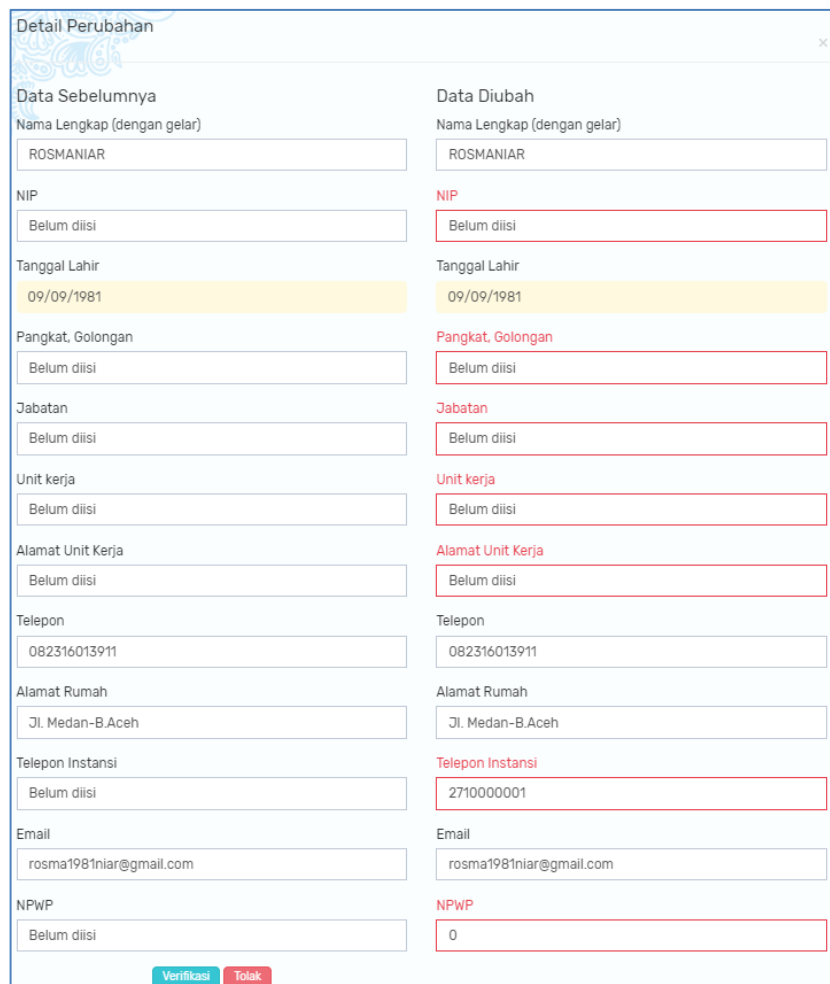 Detail Perubahan
×
Data Sebelumnya
Nama Lengkap (dengan gelar)
ROSMANIAR
NIP
Belum diisi
Tanggal Lahir
09/09/1981
Pangkat, Golongan
Belum diisi
Jabatan
Belum diisi
Unit kerja
Belum diisi
Alamat Unit Kerja
Belum diisi
Telepon
082316013911
Alamat Rumah
Jl. Medan-B.Aceh
Telepon Instansi
Belum diisi
Email
rosma1981niar@gmail.com
NPWP
Belum diisi
Data Diubah
Nama Lengkap (dengan gelar)
ROSMANIAR
NIP
Belum diisi
Tanggal Lahir
09/09/1981
Pangkat, Golongan
Belum diisi
Jabatan
Belum diisi
Unit kerja
Belum diisi
Alamat Unit Kerja
Belum diisi
Telepon
082316013911
Alamat Rumah
Jl. Medan-B.Aceh
Telepon Instansi
2710000001
Email
rosma1981niar@gmail.com
NPWP
0
Verifikasi Tolak